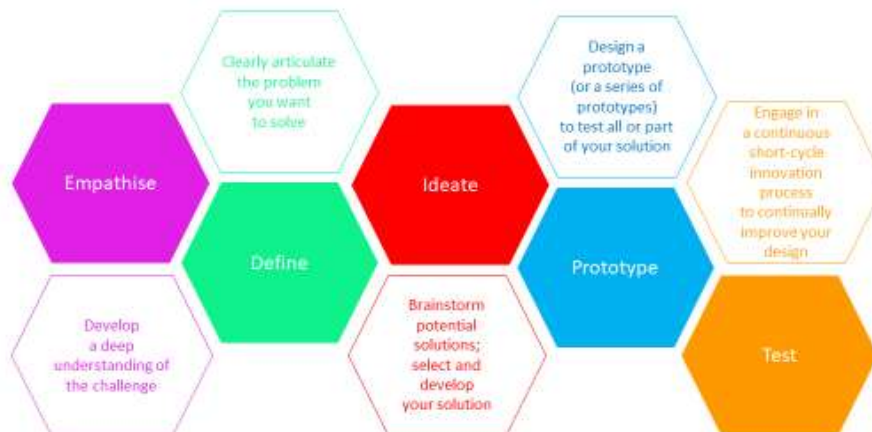 Empathise
Develop
a deep
understanding of
the challenge
Clearly articulate
the problem
you want
to solve
Define
Ideate
Brainstorm
potential
solutions;
select and
develop
your solution
Design a
prototype
(or a series of
prototypes)
to test all or part
of your solution
Prototype
Engage in
a continuous
short-cycle
innovation
process
to continually
improve your
design
Test